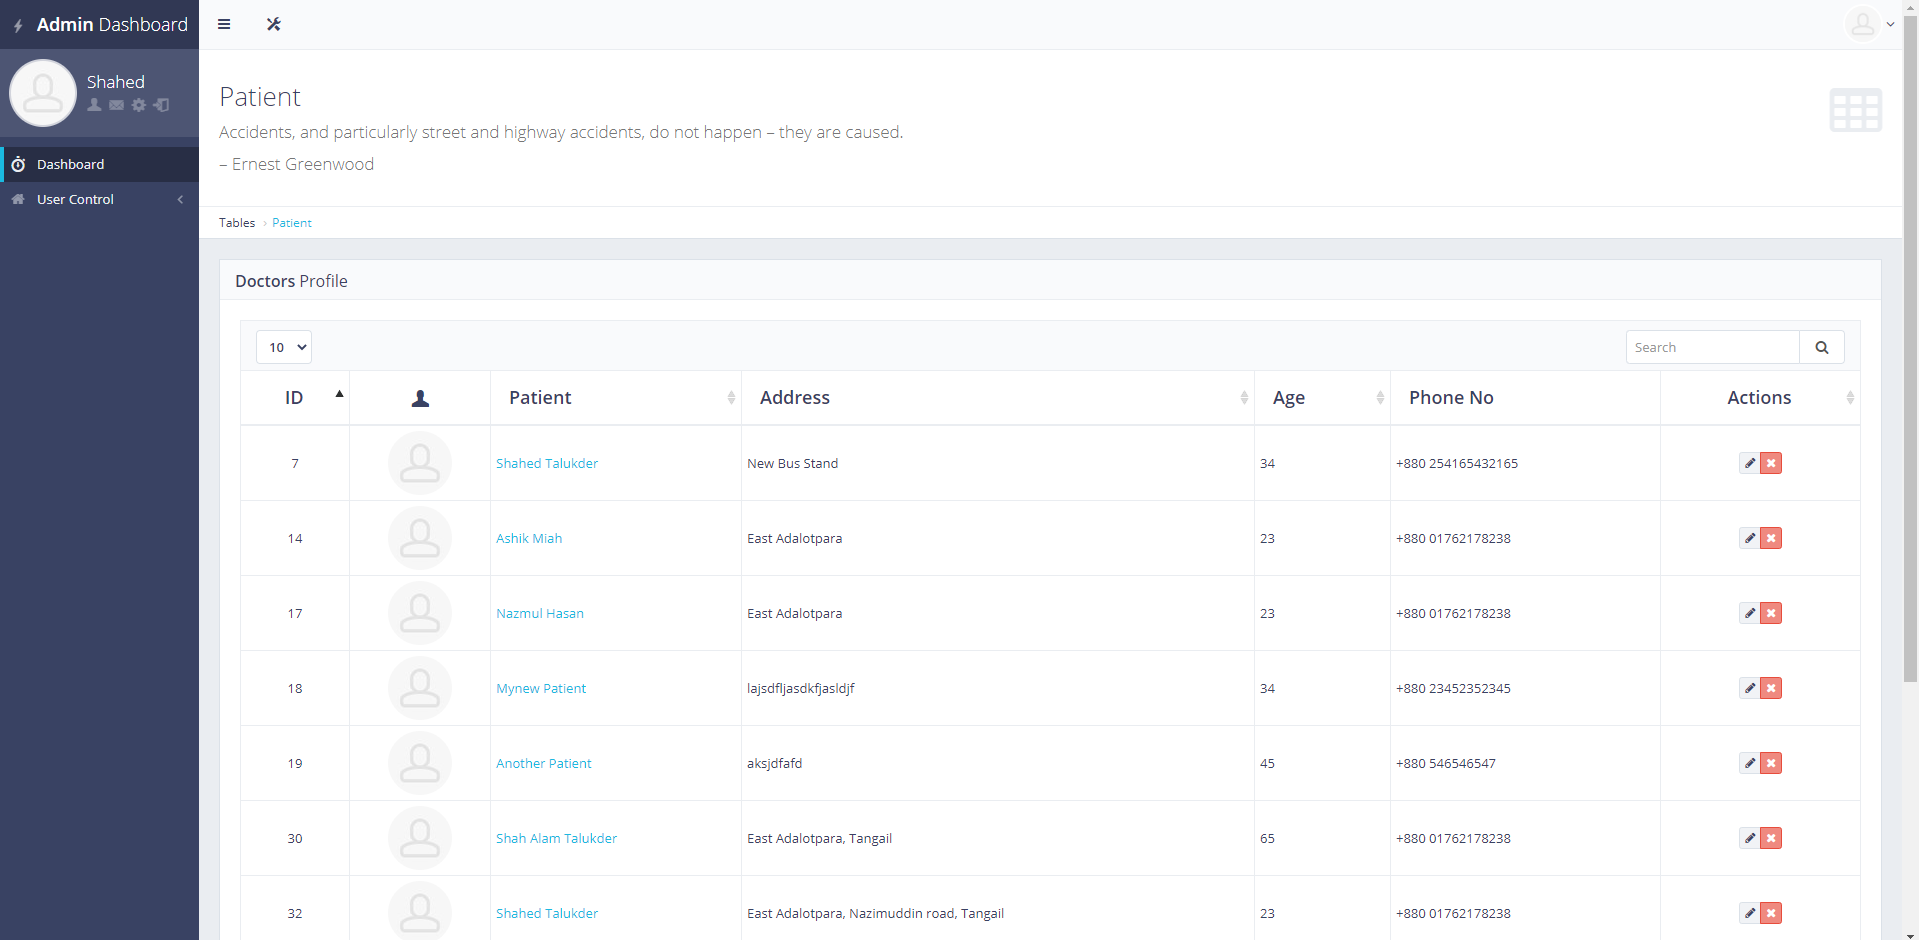 Admin Dashboard
Shahed
Dashboard
User Control
Patient
Accidents, and particularly street and highway accidents, do not happen – they are caused.
– Ernest Greenwood
Tables › Patient
Doctors Profile
10 Search
ID Patient Address Age Phone No Actions
7 Shahed Talukder New Bus Stand 34 +880 254165432165
14 Ashik Miah East Adalotpara 23 +880 01762178238
17 Nazmul Hasan East Adalotpara 23 +880 01762178238
18 Mynew Patient lajsdfljasdkfjasldjf 34 +880 23452352345
19 Another Patient aksjdfafd 45 +880 546546547
30 Shah Alam Talukder East Adalotpara, Tangail 65 +880 01762178238
32 Shahed Talukder East Adalotpara, Nazimuddin road, Tangail 23 +880 01762178238